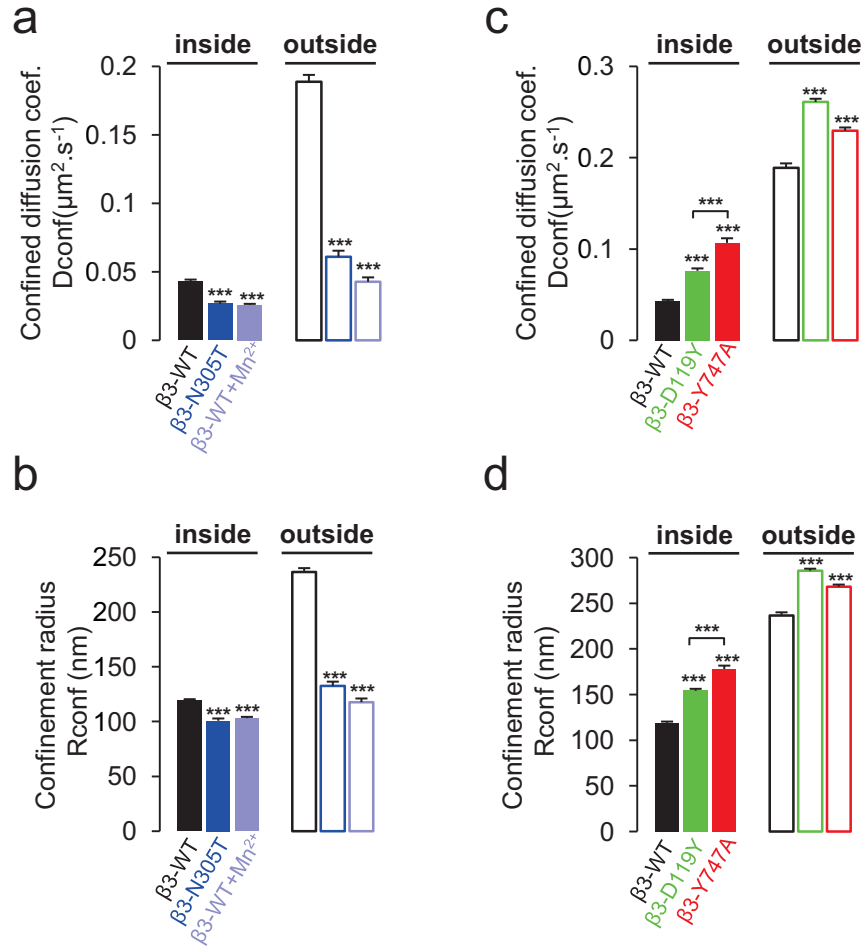 a
inside
outside
Confined diffusion coef.
Dconf(μm².s⁻¹)
0.2
0.15
0.1
0.05
0
***
***
***
***
β3-WT
β3-N305T
β3-WT+Mn²⁺
c
inside
outside
Confined diffusion coef.
Dconf(μm².s⁻¹)
0.3
0.2
0.1
0
***
***
***
***
***
β3-WT
β3-D119Y
β3-Y747A
b
inside
outside
Confinement radius
Rconf (nm)
250
200
150
100
50
0
***
***
***
***
β3-WT
β3-N305T
β3-WT+Mn²⁺
d
inside
outside
Confinement radius
Rconf (nm)
300
250
200
150
100
50
0
***
***
***
***
***
β3-WT
β3-D119Y
β3-Y747A